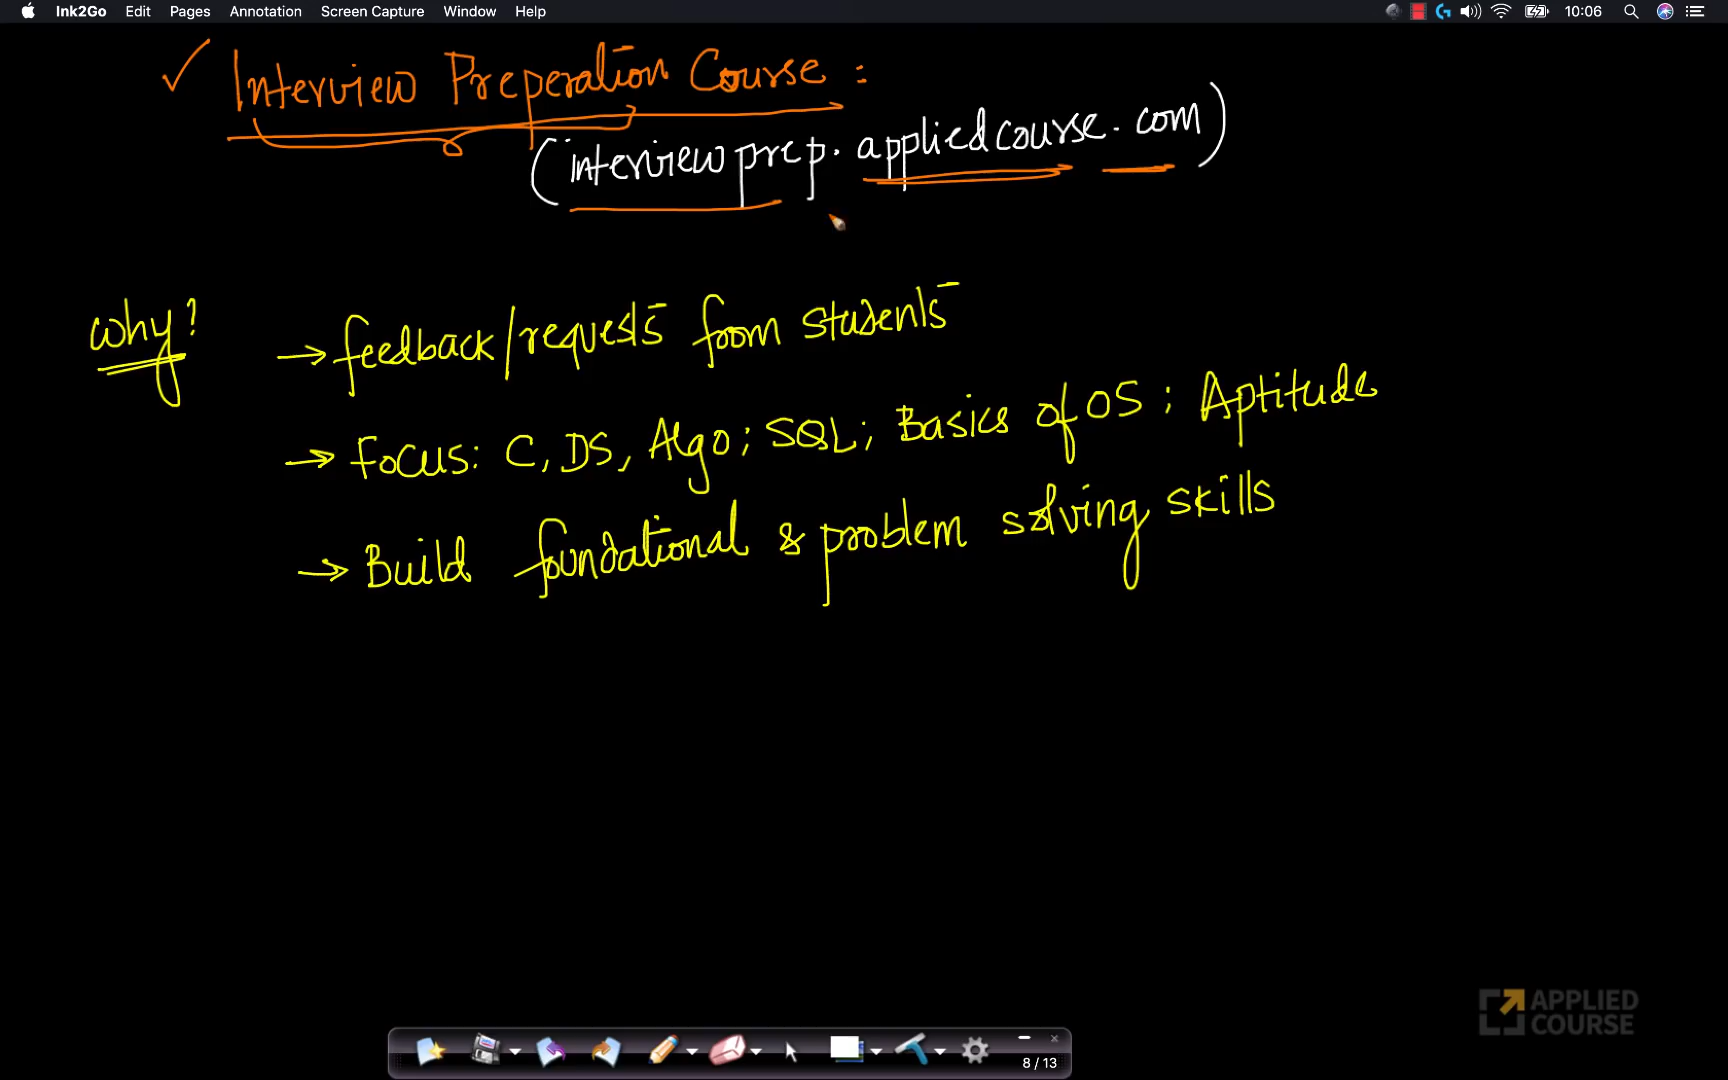 Ink2Go Edit Pages Annotation Screen Capture Window Help 10:06
Interview Preperation Course :
(interviewprep.appliedcourse.com)
Why?
→ feedback/requests from students
→ Focus: C, DS, Algo; SQL; Basics of OS; Aptitude
→ Build foundational & problem solving skills
APPLIED
COURSE
8 / 13